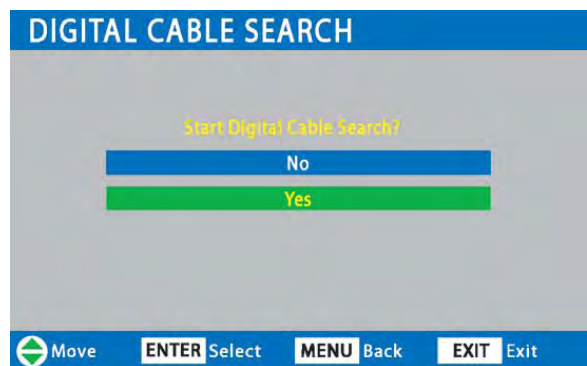 DIGITAL CABLE SEARCH
Start Digital Cable Search?
No
Yes
Move ENTER Select MENU Back EXIT Exit